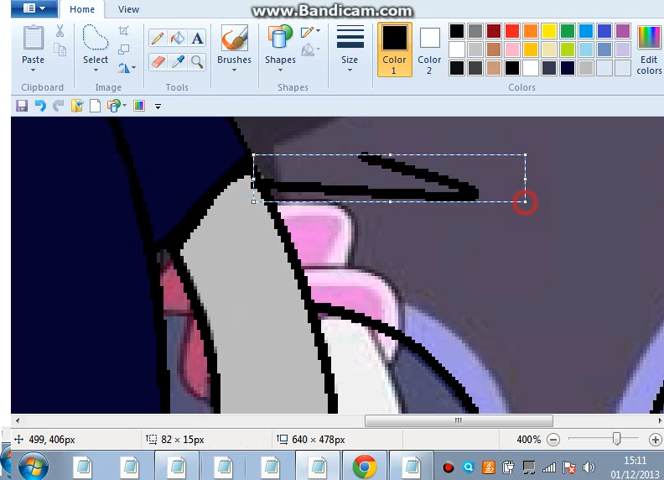 www.Bandicam.com
Home View
Paste
Select
A
Brushes
Shapes
Size
Color 1
Color 2
Edit colors
Clipboard Image Tools Shapes Colors
499, 406px 82 × 15px 640 × 478px 400%
15:11
01/12/2013